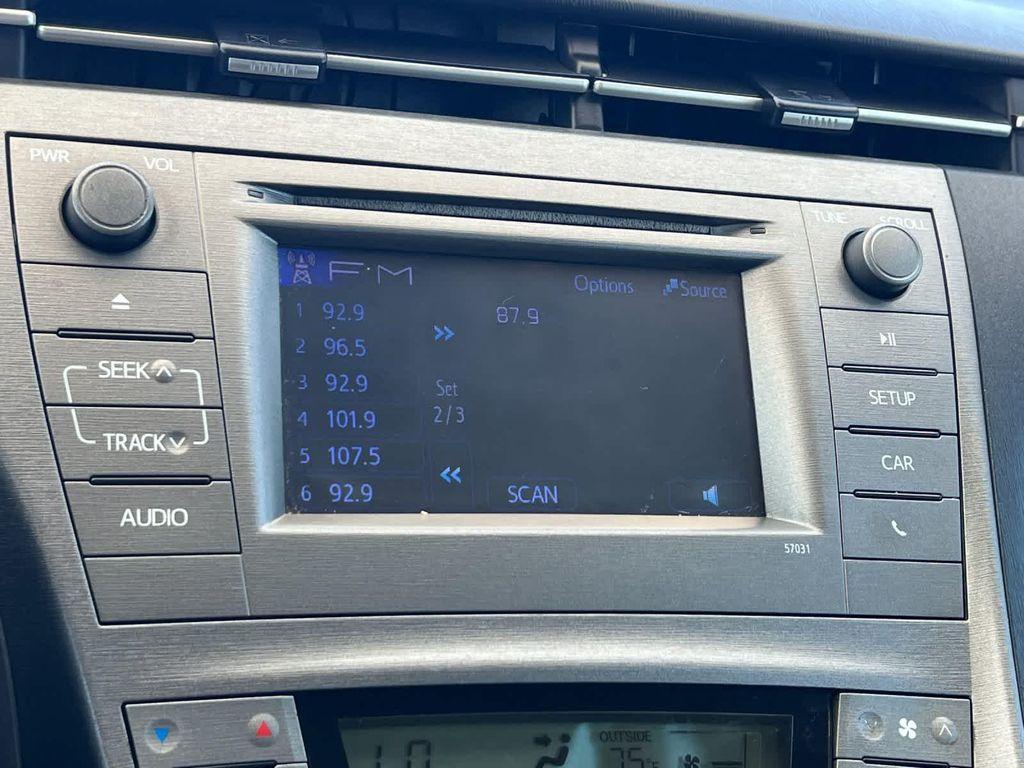 PWR VOL
TUNE SCROLL
FM
Options Source
1 92.9
87.9
2 96.5
3 92.9
Set
2/3
4 101.9
5 107.5
6 92.9
SCAN
SEEK
TRACK
AUDIO
SETUP
CAR
57031
OUTSIDE
75°F